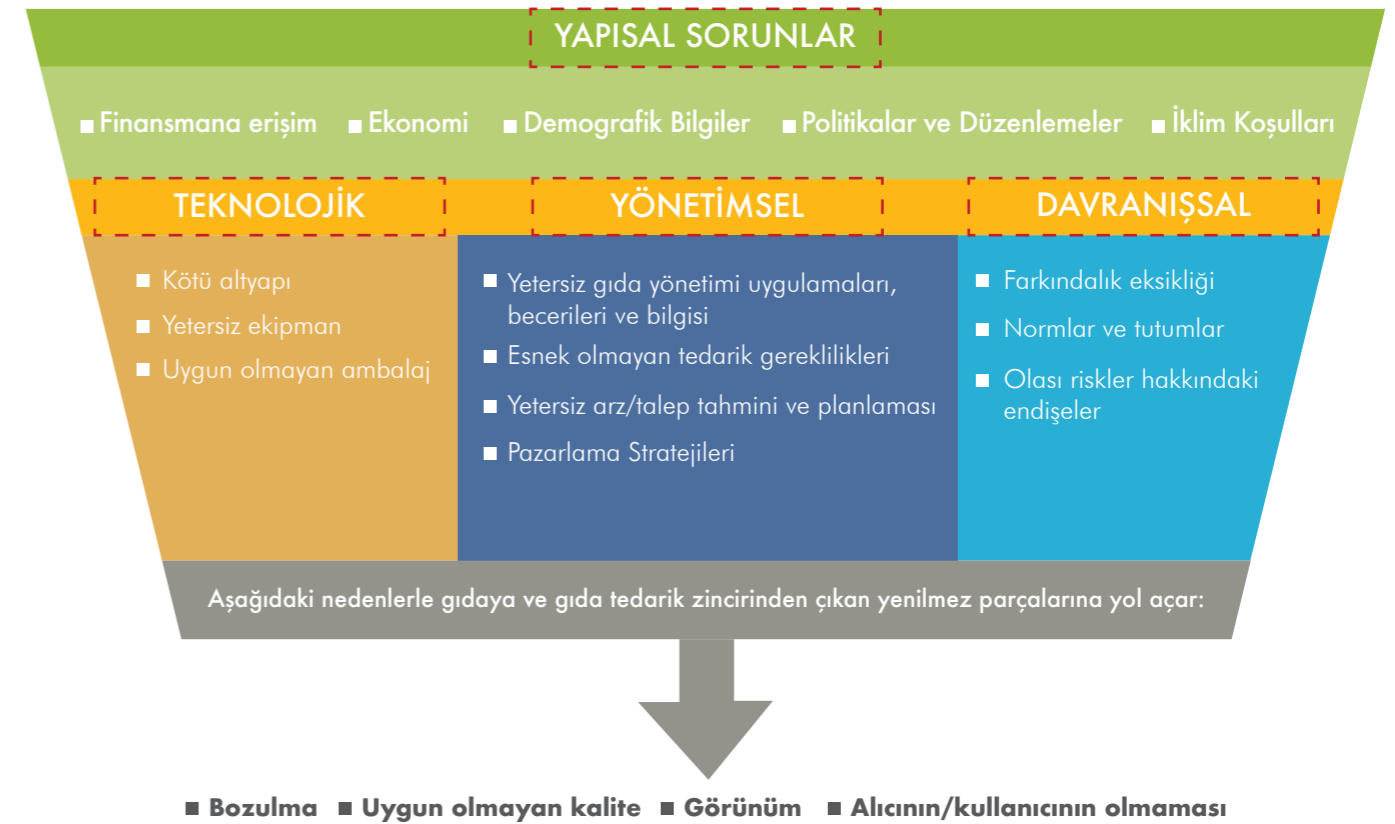 YAPISAL SORUNLAR
■ Finansmana erişim ■ Ekonomi ■ Demografik Bilgiler ■ Politikalar ve Düzenlemeler ■ İklim Koşulları
TEKNOLOJİK
■ Kötü altyapı
■ Yetersiz ekipman
■ Uygun olmayan ambalaj
YÖNETİMSEL
■ Yetersiz gıda yönetimi uygulamaları,
becerileri ve bilgisi
■ Esnek olmayan tedarik gereklilikleri
■ Yetersiz arz/talep tahmini ve planlaması
■ Pazarlama Stratejileri
DAVRANIŞSAL
■ Farkındalık eksikliği
■ Normlar ve tutumlar
■ Olası riskler hakkındaki
endişeler
Aşağıdaki nedenlerle gıdaya ve gıda tedarik zincirinden çıkan yenilmez parçalarına yol açar:
■ Bozulma ■ Uygun olmayan kalite ■ Görünüm ■ Alıcının/kullanıcının olmaması